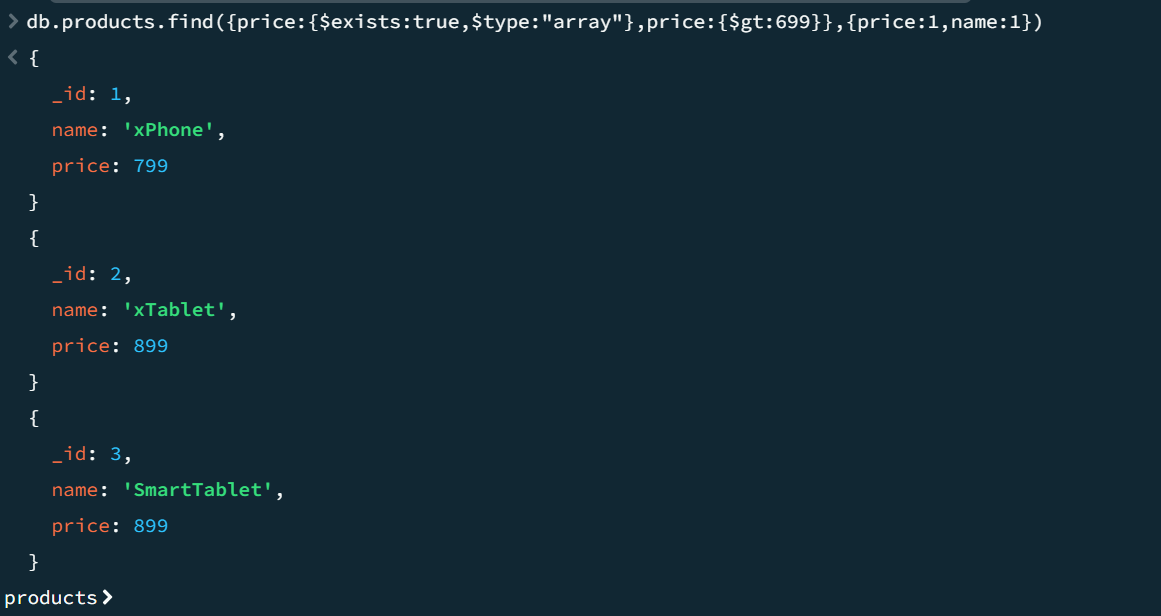 > db.products.find({price:{$exists:true,$type:"array"},price:{$gt:699}},{price:1,name:1})
< {
_id: 1,
name: 'xPhone',
price: 799
}
{
_id: 2,
name: 'xTablet',
price: 899
}
{
_id: 3,
name: 'SmartTablet',
price: 899
}
products>